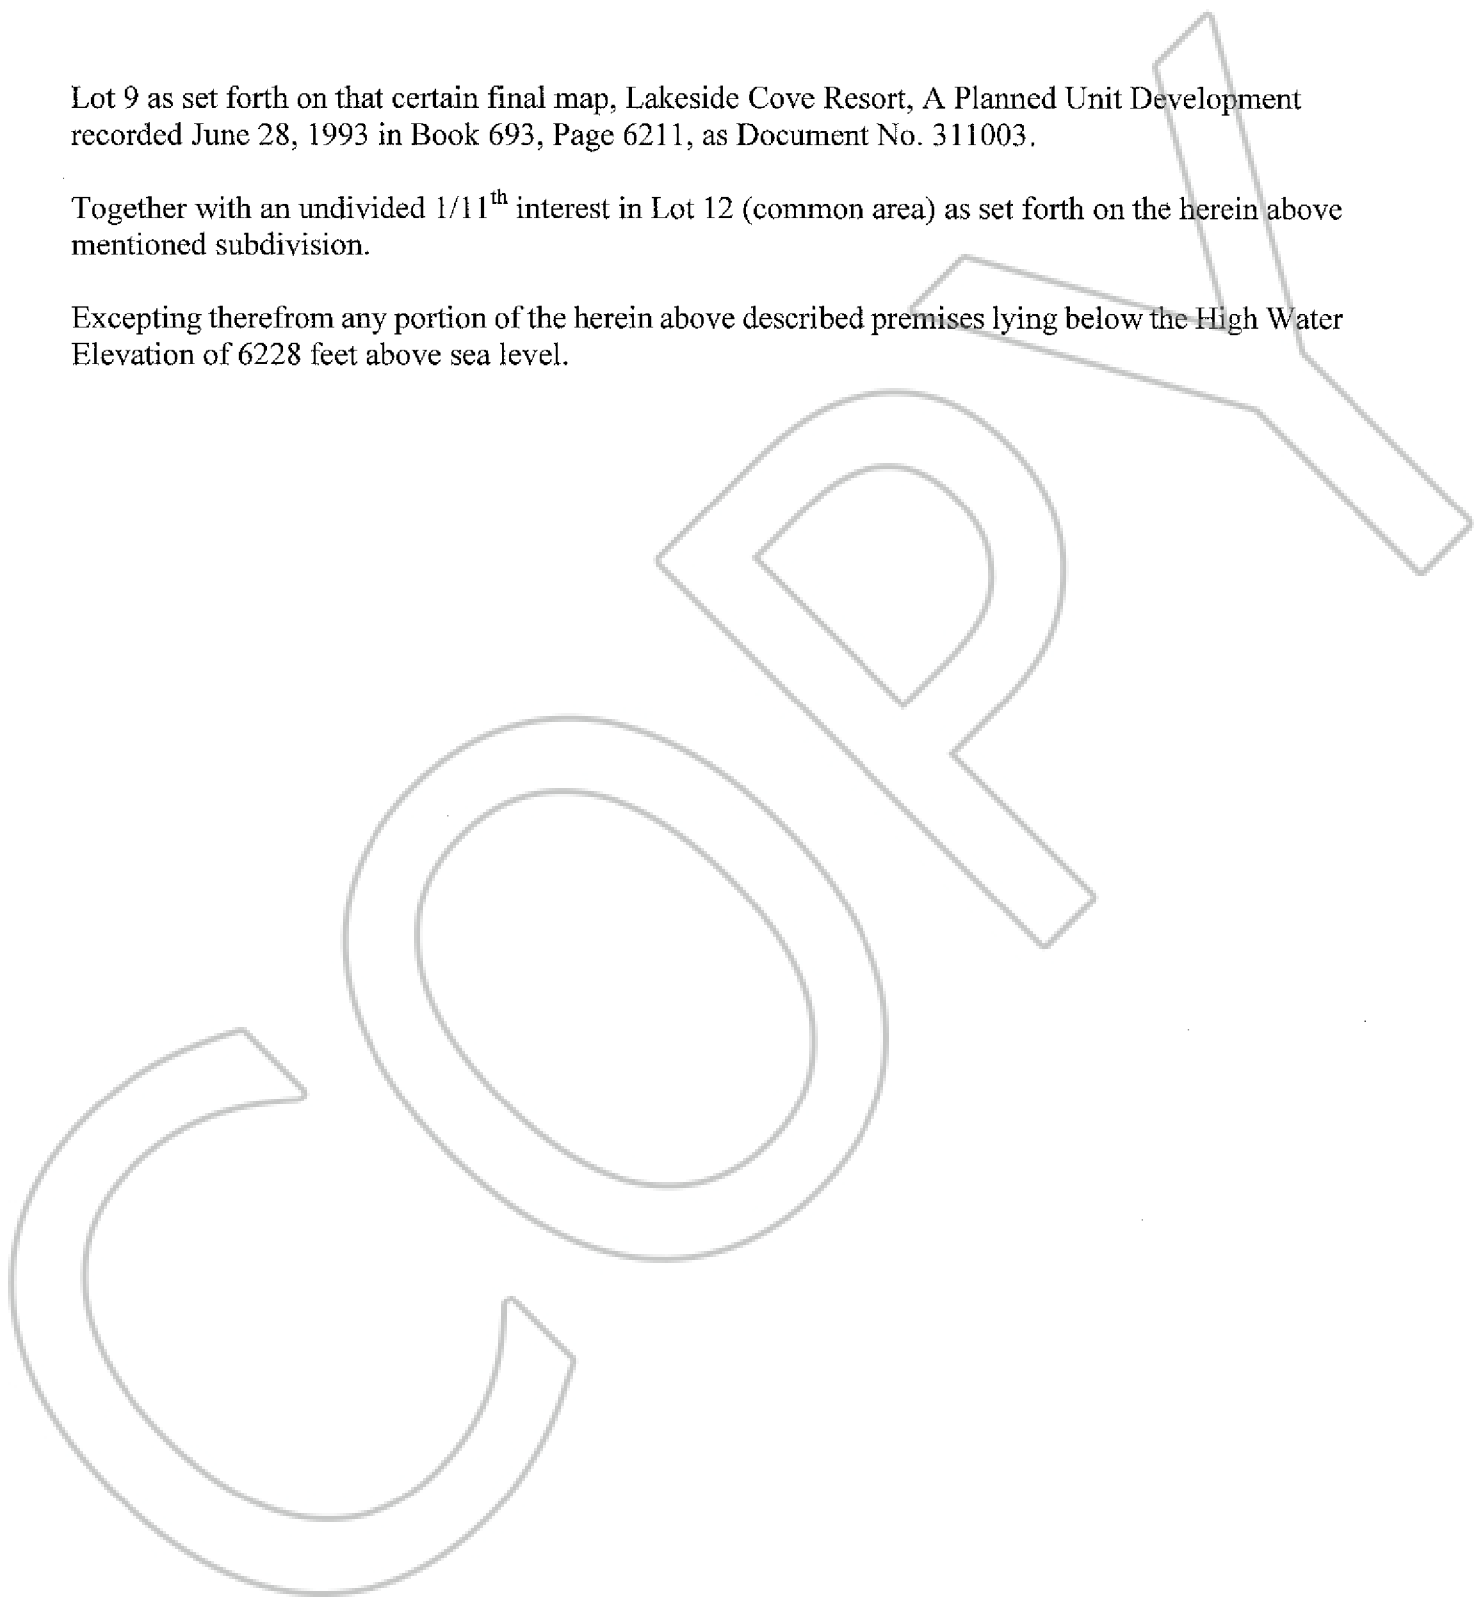 Lot 9 as set forth on that certain final map, Lakeside Cove Resort, A Planned Unit Development
recorded June 28, 1993 in Book 693, Page 6211, as Document No. 311003.
Together with an undivided 1/11th interest in Lot 12 (common area) as set forth on the herein above
mentioned subdivision.
Excepting therefrom any portion of the herein above described premises lying below the High Water
Elevation of 6228 feet above sea level.
COPY